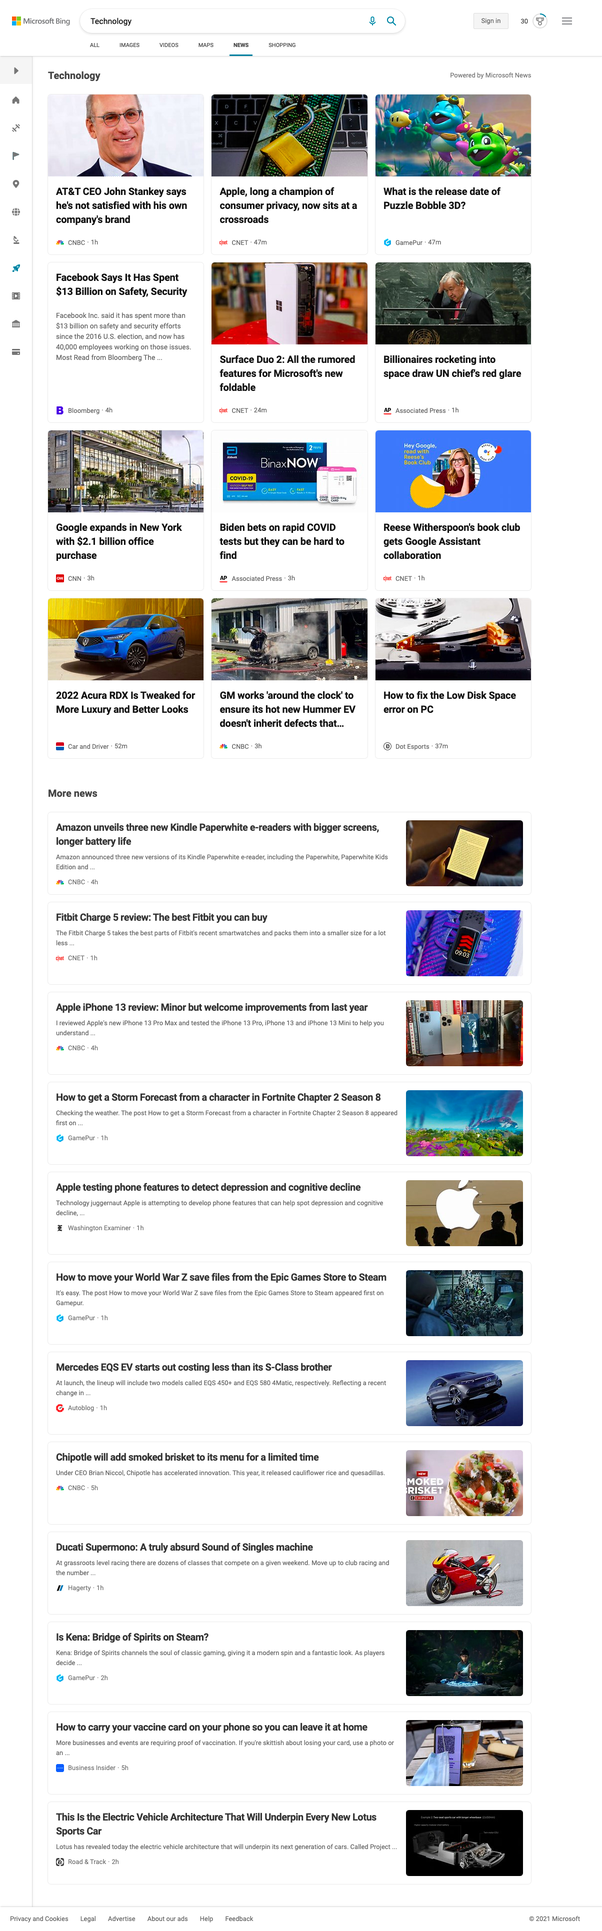 Microsoft Bing
Technology
Sign in
30
ALL
IMAGES
VIDEOS
MAPS
NEWS
SHOPPING
Technology
Powered by Microsoft News
AT&T CEO John Stankey says
he's not satisfied with his own
company's brand
CNBC · 1h
Apple, long a champion of
consumer privacy, now sits at a
crossroads
CNET · 47m
What is the release date of
Puzzle Bobble 3D?
GamePur · 47m
Facebook Says It Has Spent
$13 Billion on Safety, Security
Facebook Inc. said it has spent more than
$13 billion on safety and security efforts
since the 2016 U.S. election, and now has
40,000 employees working on those issues.
Most Read from Bloomberg The ...
Bloomberg · 4h
Surface Duo 2: All the rumored
features for Microsoft's new
foldable
CNET · 24m
Billionaires rocketing into
space draw UN chief's red glare
AP
Associated Press · 1h
Google expands in New York
with $2.1 billion office
purchase
CNN · 3h
BinaxNOW
COVID-19
2
Biden bets on rapid COVID
tests but they can be hard to
find
AP
Associated Press · 3h
Hey Google,
read with
Reese's
Book Club
Reese Witherspoon's book club
gets Google Assistant
collaboration
CNET · 1h
2022 Acura RDX Is Tweaked for
More Luxury and Better Looks
Car and Driver · 52m
GM works 'around the clock' to
ensure its hot new Hummer EV
doesn't inherit defects that...
CNBC · 3h
How to fix the Low Disk Space
error on PC
Dot Esports · 37m
More news
Amazon unveils three new Kindle Paperwhite e-readers with bigger screens,
longer battery life
Amazon announced three new versions of its Kindle Paperwhite e-reader, including the Paperwhite, Paperwhite Kids
Edition and ...
CNBC · 4h
Fitbit Charge 5 review: The best Fitbit you can buy
The Fitbit Charge 5 takes the best parts of Fitbit's recent smartwatches and packs them into a smaller size for a lot
less ...
CNET · 1h
09:03
Apple iPhone 13 review: Minor but welcome improvements from last year
I reviewed Apple's new iPhone 13 Pro Max and tested the iPhone 13 Pro, iPhone 13 and iPhone 13 Mini to help you
understand ...
CNBC · 4h
How to get a Storm Forecast from a character in Fortnite Chapter 2 Season 8
Checking the weather. The post How to get a Storm Forecast from a character in Fortnite Chapter 2 Season 8 appeared
first on ...
GamePur · 1h
Apple testing phone features to detect depression and cognitive decline
Technology juggernaut Apple is attempting to develop phone features that can help spot depression and cognitive
decline, ...
Washington Examiner · 1h
How to move your World War Z save files from the Epic Games Store to Steam
It's easy. The post How to move your World War Z save files from the Epic Games Store to Steam appeared first on
Gamepur.
GamePur · 1h
Mercedes EQS EV starts out costing less than its S-Class brother
At launch, the lineup will include two models called EQS 450+ and EQS 580 4Matic, respectively. Reflecting a recent
change in ...
Autoblog · 1h
Chipotle will add smoked brisket to its menu for a limited time
Under CEO Brian Niccol, Chipotle has accelerated innovation. This year, it released cauliflower rice and quesadillas.
CNBC · 5h
NEW
MOKED
BRISKET
Ducati Supermono: A truly absurd Sound of Singles machine
At grassroots level racing there are dozens of classes that compete on a given weekend. Move up to club racing and
the number ...
Hagerty · 1h
Is Kena: Bridge of Spirits on Steam?
Kena: Bridge of Spirits channels the soul of classic gaming, giving it a modern spin and a fantastic look. As players
decide ...
GamePur · 2h
How to carry your vaccine card on your phone so you can leave it at home
More businesses and events are requiring proof of vaccination. If you're skittish about losing your card, use a photo or
an ...
Business Insider · 5h
This Is the Electric Vehicle Architecture That Will Underpin Every New Lotus
Sports Car
Lotus has revealed today the electric vehicle architecture that will underpin its next generation of cars. Called Project ...
Road & Track · 2h
Privacy and Cookies
Legal
Advertise
About our ads
Help
Feedback
© 2021 Microsoft